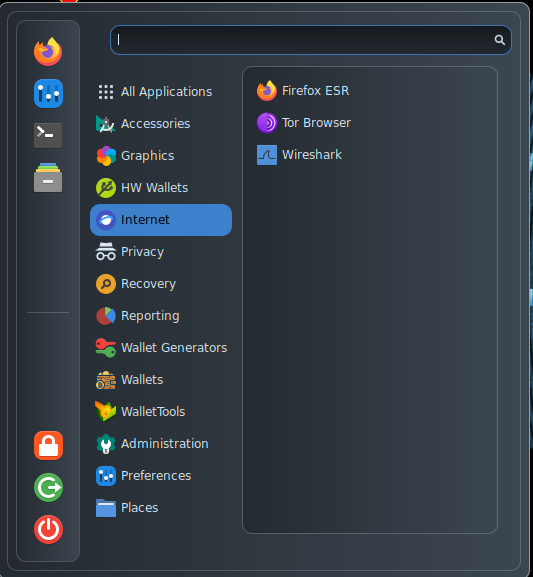 All Applications
Accessories
Graphics
HW Wallets
Internet
Privacy
Recovery
Reporting
Wallet Generators
Wallets
WalletTools
Administration
Preferences
Places
Firefox ESR
Tor Browser
Wireshark